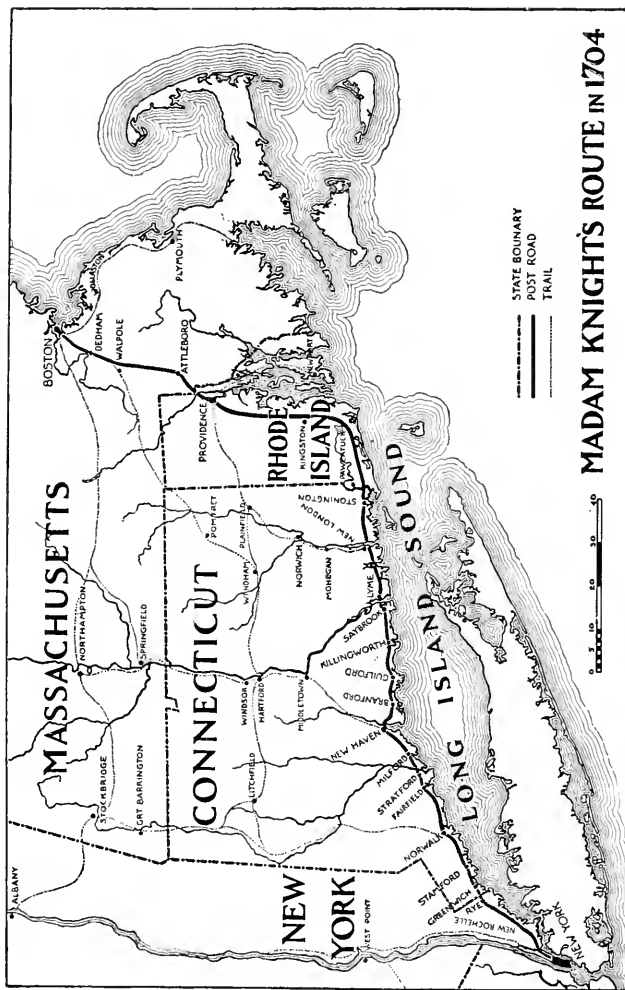 MADAM KNIGHT'S ROUTE IN 1704
STATE BOUNARY
POST ROAD
TRAIL
0 10 20 30 40
MASSACHUSETTS
CONNECTICUT
RHODE
ISLAND
NEW
YORK
LONG ISLAND SOUND
ALBANY
STOCKBRIDGE
GRT BARRINGTON
NORTHAMPTON
SPRINGFIELD
BOSTON
DEDHAM
WALPOLE
PLYMOUTH
ATTLEBORO
PROVIDENCE
NEWPORT
KINGSTON
PAWCATUCK
STONINGTON
NEW LONDON
POMFRET
PLAINFIELD
WINDHAM
NORWICH
MOHEGAN
LYME
SAYBROOK
KILLINGWORTH
GUILFORD
BRANFORD
WINDSOR
HARTFORD
MIDDLETOWN
LITCHFIELD
NEW HAVEN
MILFORD
STRATFORD
FAIRFIELD
NORWALK
STAMFORD
GREENWICH
RYE
NEW ROCHELLE
WEST POINT
NEW YORK